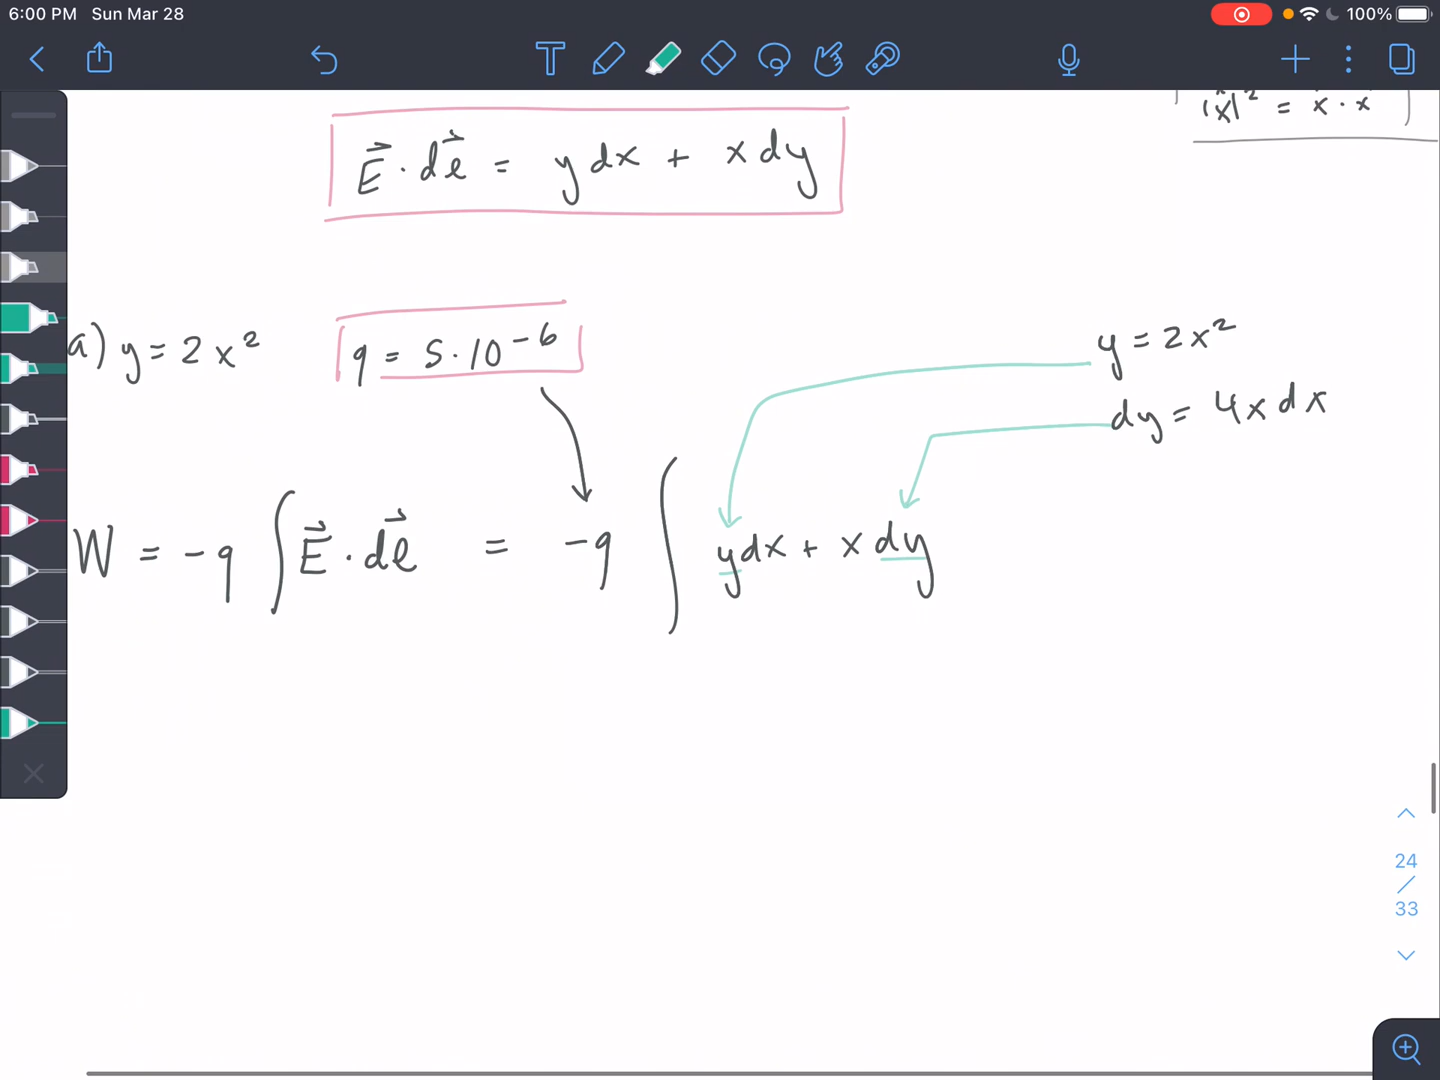 6:00 PM Sun Mar 28
100%
T
|x|² = x · x
E⃗ · dℓ⃗ = y dx + x dy
a) y = 2x²
q = 5 · 10⁻⁶
y = 2x²
dy = 4x dx
W = -q ∫ E⃗ · dℓ⃗ = -q ∫ ydx + x dy
24
/
33